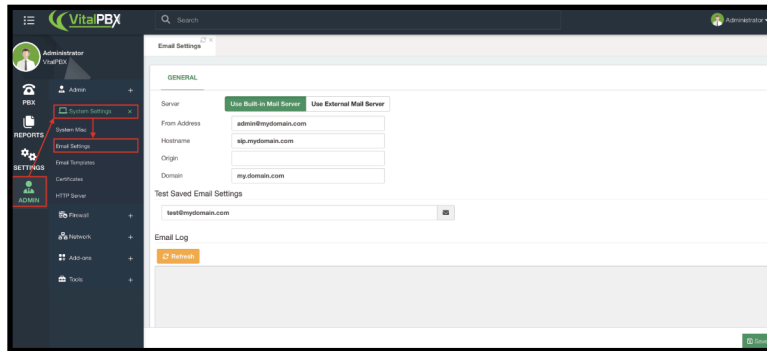 VitalPBX
Search
Administrator
Administrator
VitalPBX
Email Settings
PBX
REPORTS
SETTINGS
ADMIN
Admin
System Settings
System Misc.
Email Settings
Email Templates
Certificates
HTTP Server
Firewall
Network
Add-ons
Tools
GENERAL
Server
Use Built-in Mail Server
Use External Mail Server
From Address
admin@mydomain.com
Hostname
sip.mydomain.com
Origin
Domain
my.domain.com
Test Saved Email Settings
test@mydomain.com
Email Log
Refresh
Save